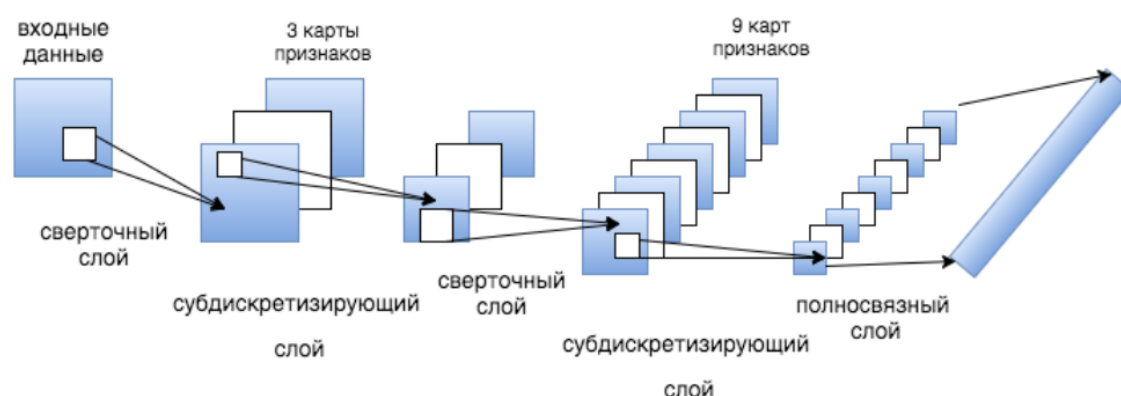 входные
данные
3 карты
признаков
9 карт
признаков
сверточный
слой
субдискретизирующий
слой
сверточный
слой
субдискретизирующий
слой
полносвязный
слой